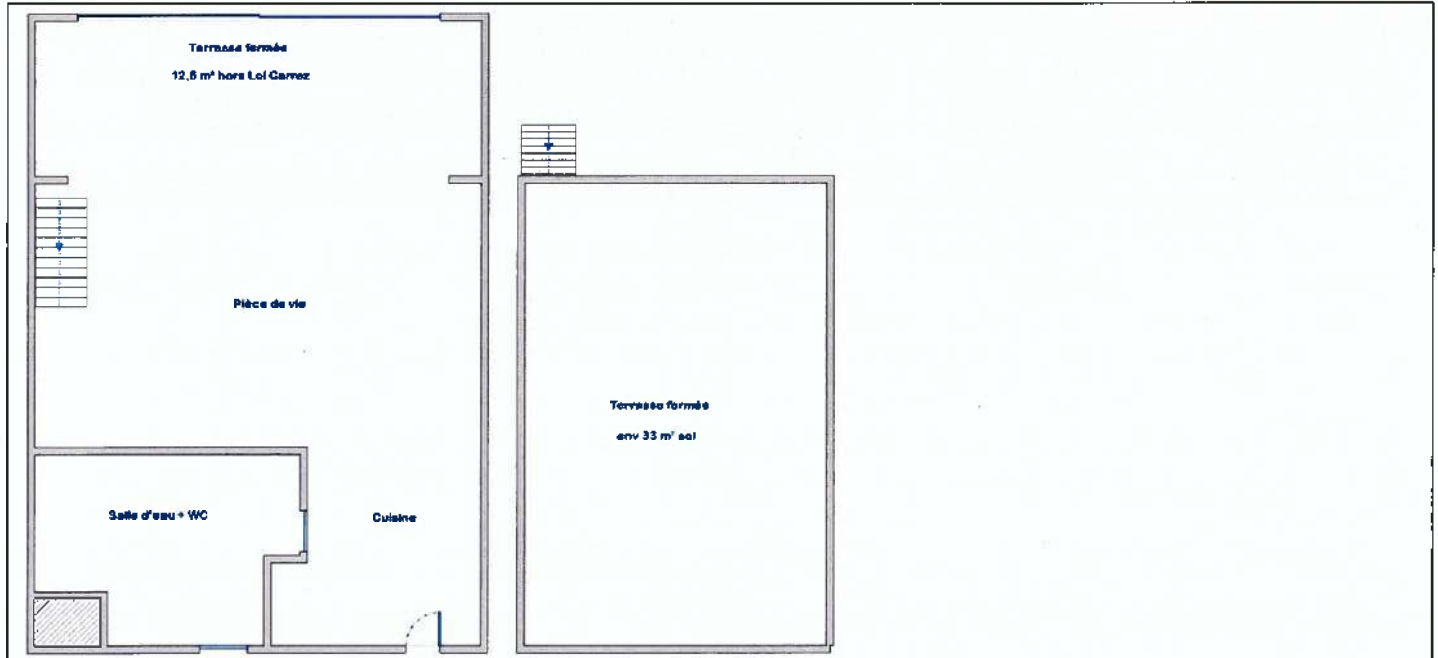 Terrasse fermée
12,6 m² hors Loi Carrez
Pièce de vie
Terrasse fermée
env 33 m² sol
Salle d'eau + WC
Cuisine